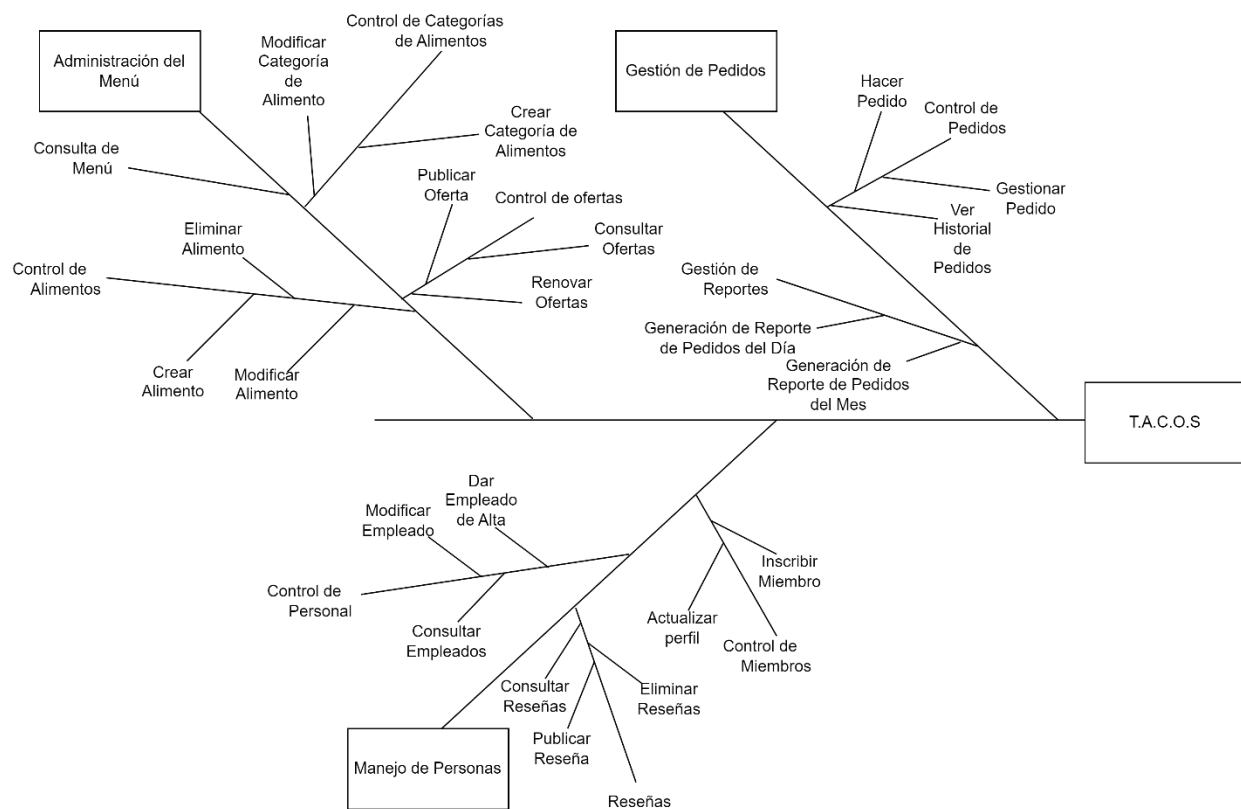 Administración del
Menú
Modificar
Categoría
de
Alimento
Control de Categorías
de Alimentos
Crear
Categoría de
Alimentos
Consulta de
Menú
Publicar
Oferta
Control de ofertas
Consultar
Ofertas
Renovar
Ofertas
Eliminar
Alimento
Control de
Alimentos
Crear
Alimento
Modificar
Alimento
Gestión de Pedidos
Hacer
Pedido
Control de
Pedidos
Gestionar
Pedido
Ver
Historial
de
Pedidos
Gestión de
Reportes
Generación de Reporte
de Pedidos del Día
Generación de
Reporte de Pedidos
del Mes
T.A.C.O.S
Dar
Empleado
de Alta
Modificar
Empleado
Control de
Personal
Consultar
Empleados
Inscribir
Miembro
Actualizar
perfil
Control de
Miembros
Consultar
Reseñas
Eliminar
Reseñas
Publicar
Reseña
Reseñas
Manejo de Personas